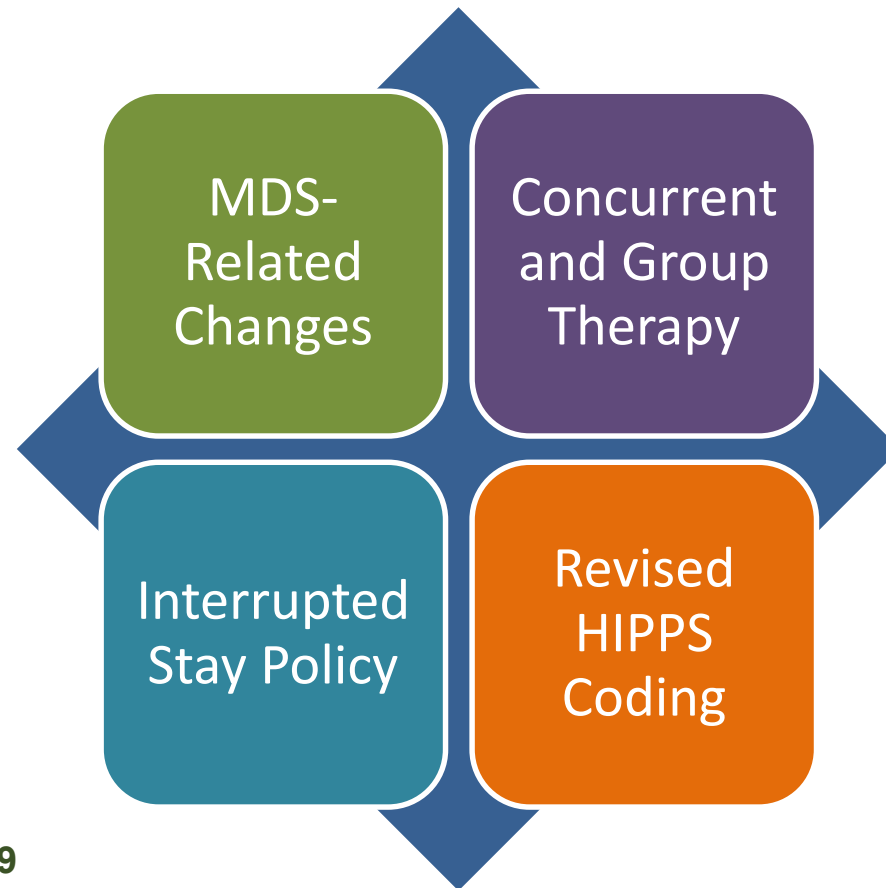 MDS-
Related
Changes
Concurrent
and Group
Therapy
Interrupted
Stay Policy
Revised
HIPPS
Coding
9